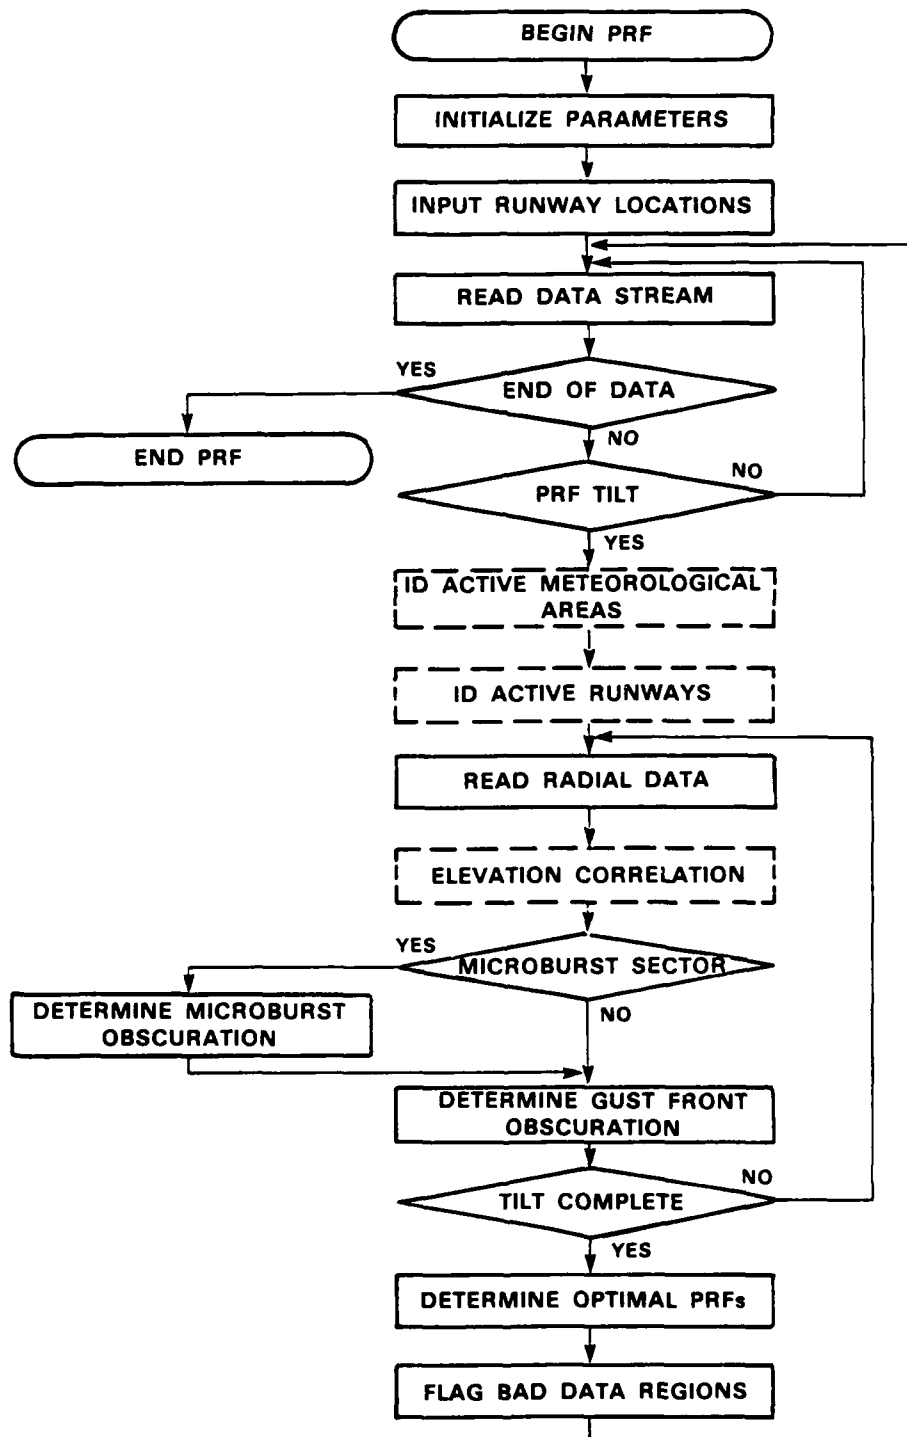 BEGIN PRF
INITIALIZE PARAMETERS
INPUT RUNWAY LOCATIONS
READ DATA STREAM
YES
END OF DATA
NO
END PRF
PRF TILT
NO
YES
ID ACTIVE METEOROLOGICAL
AREAS
ID ACTIVE RUNWAYS
READ RADIAL DATA
ELEVATION CORRELATION
YES
MICROBURST SECTOR
NO
DETERMINE MICROBURST
OBSCURATION
DETERMINE GUST FRONT
OBSCURATION
NO
TILT COMPLETE
YES
DETERMINE OPTIMAL PRFs
FLAG BAD DATA REGIONS